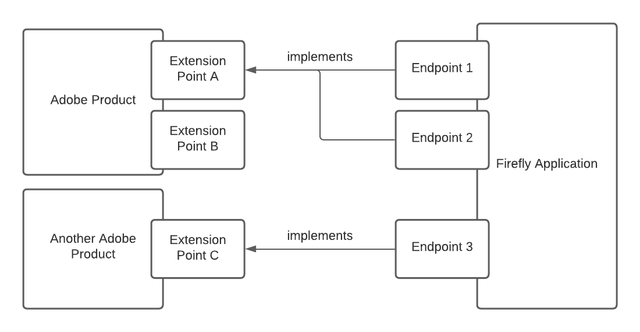 Adobe Product
Extension
Point A
Extension
Point B
implements
Endpoint 1
Endpoint 2
Firefly Application
Another Adobe
Product
Extension
Point C
implements
Endpoint 3